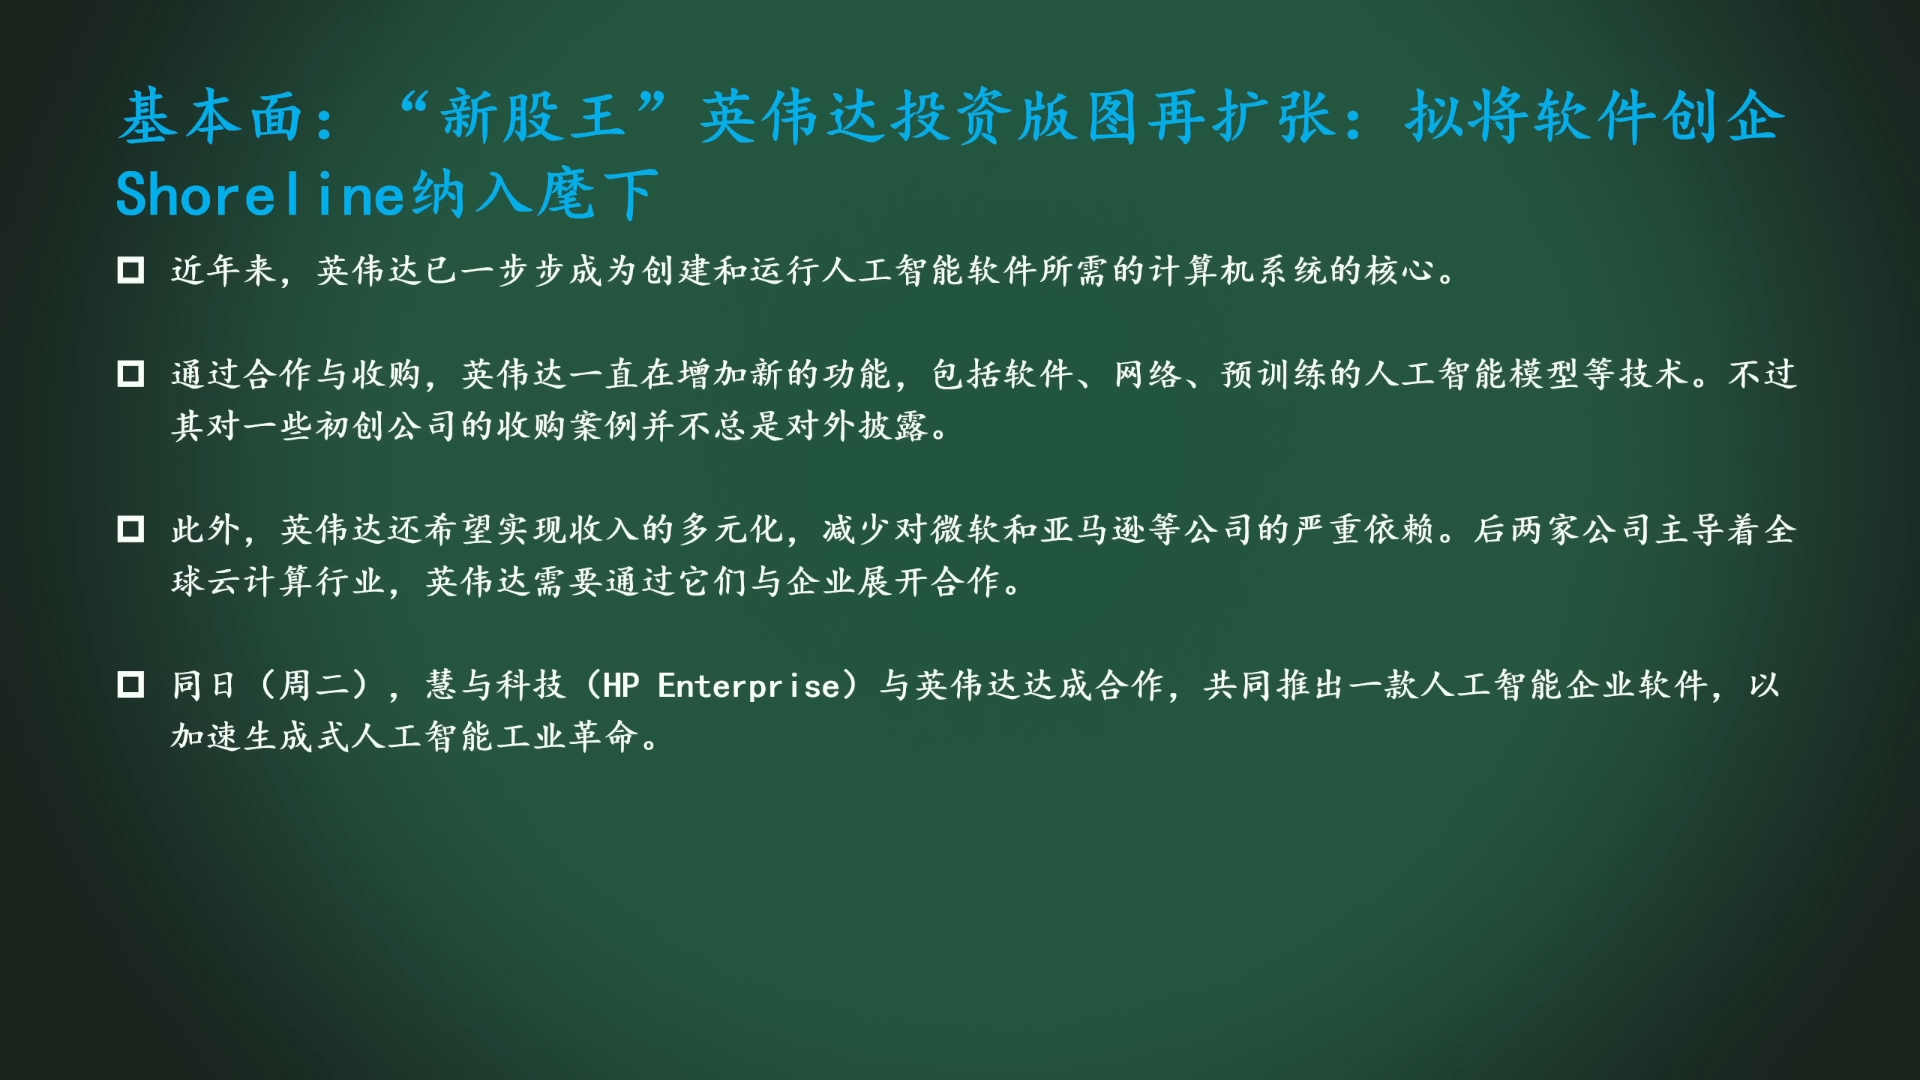 基本面：“新股王”英伟达投资版图再扩张：拟将软件创企
Shoreline纳入麾下
近年来，英伟达已一步步成为创建和运行人工智能软件所需的计算机系统的核心。
通过合作与收购，英伟达一直在增加新的功能，包括软件、网络、预训练的人工智能模型等技术。不过
其对一些初创公司的收购案例并不总是对外披露。
此外，英伟达还希望实现收入的多元化，减少对微软和亚马逊等公司的严重依赖。后两家公司主导着全
球云计算行业，英伟达需要通过它们与企业展开合作。
同日（周二），慧与科技（HP Enterprise）与英伟达达成合作，共同推出一款人工智能企业软件，以
加速生成式人工智能工业革命。